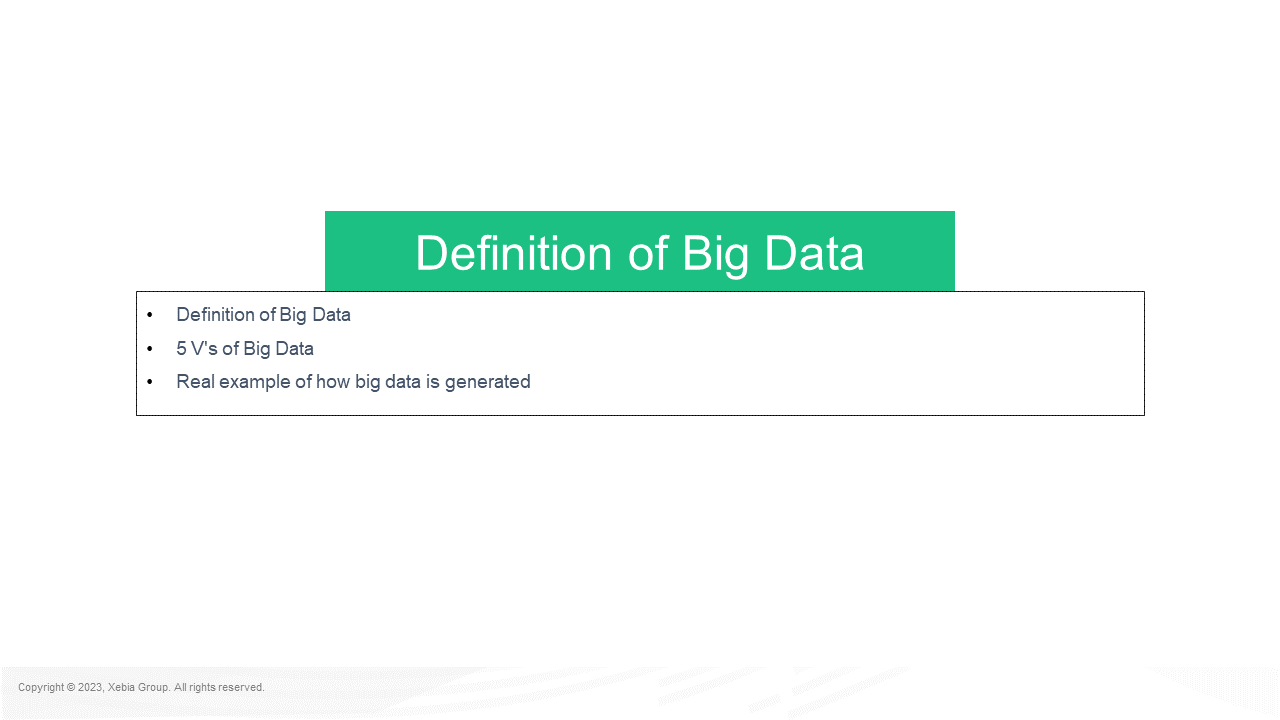 Definition of Big Data
• Definition of Big Data
• 5 V's of Big Data
• Real example of how big data is generated
Copyright © 2023, Xebia Group. All rights reserved.